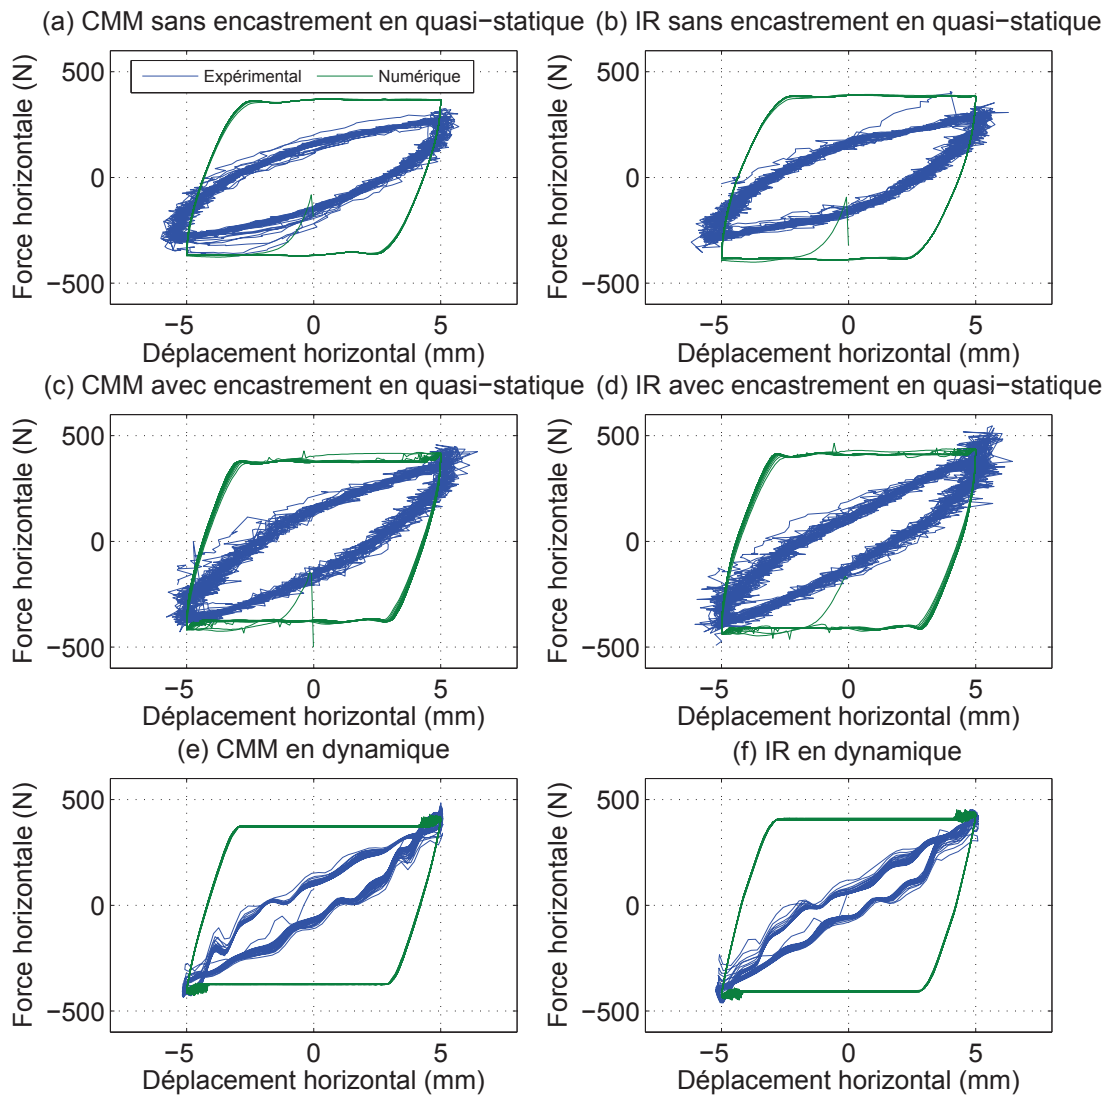 (a) CMM sans encastrement en quasi−statique
(b) IR sans encastrement en quasi−statique
Expérimental
Numérique
500
0
−500
Force horizontale (N)
−5 0 5
Déplacement horizontal (mm)
500
0
−500
Force horizontale (N)
−5 0 5
Déplacement horizontal (mm)
(c) CMM avec encastrement en quasi−statique
(d) IR avec encastrement en quasi−statique
500
0
−500
Force horizontale (N)
−5 0 5
Déplacement horizontal (mm)
500
0
−500
Force horizontale (N)
−5 0 5
Déplacement horizontal (mm)
(e) CMM en dynamique
(f) IR en dynamique
500
0
−500
Force horizontale (N)
−5 0 5
Déplacement horizontal (mm)
500
0
−500
Force horizontale (N)
−5 0 5
Déplacement horizontal (mm)